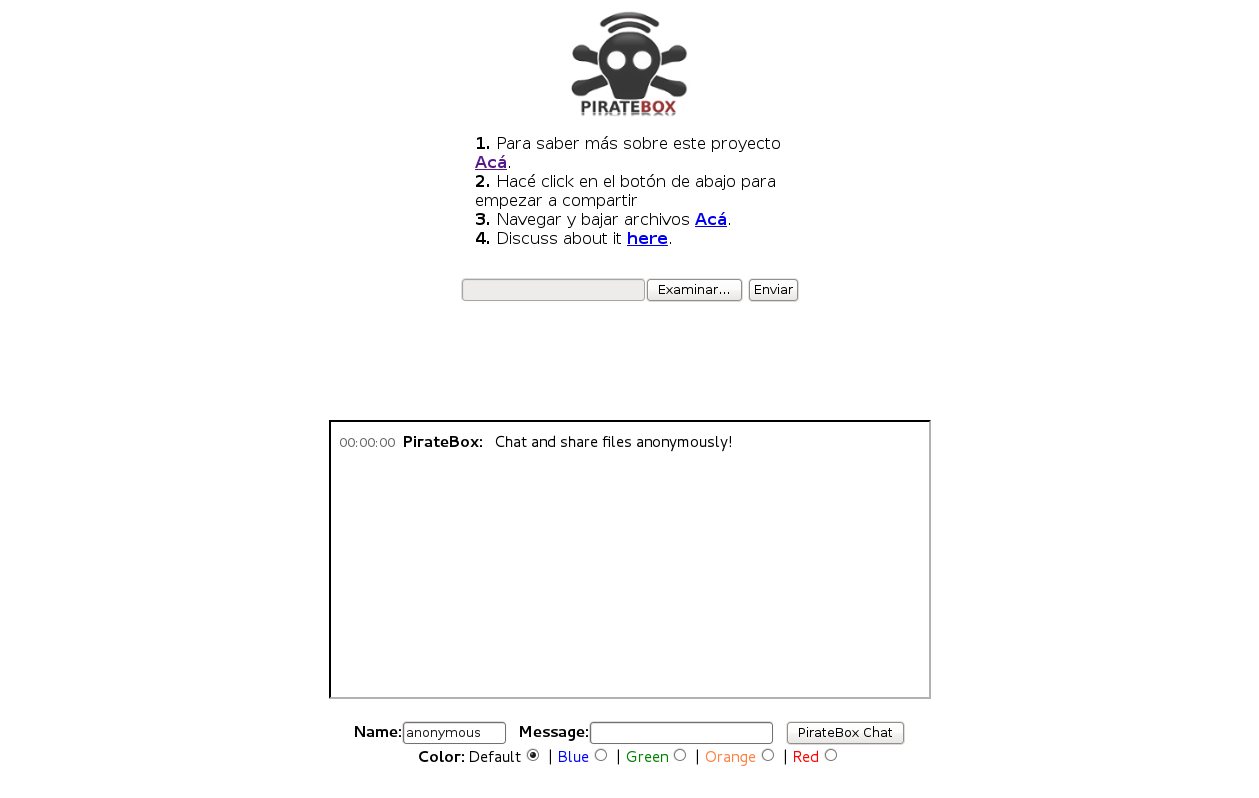 PIRATEBOX
1. Para saber más sobre este proyecto
Acá.
2. Hacé click en el botón de abajo para
empezar a compartir
3. Navegar y bajar archivos Acá.
4. Discuss about it here.
Examinar... Enviar
00:00:00 PirateBox: Chat and share files anonymously!
Name: anonymous Message: PirateBox Chat
Color: Default | Blue | Green | Orange | Red